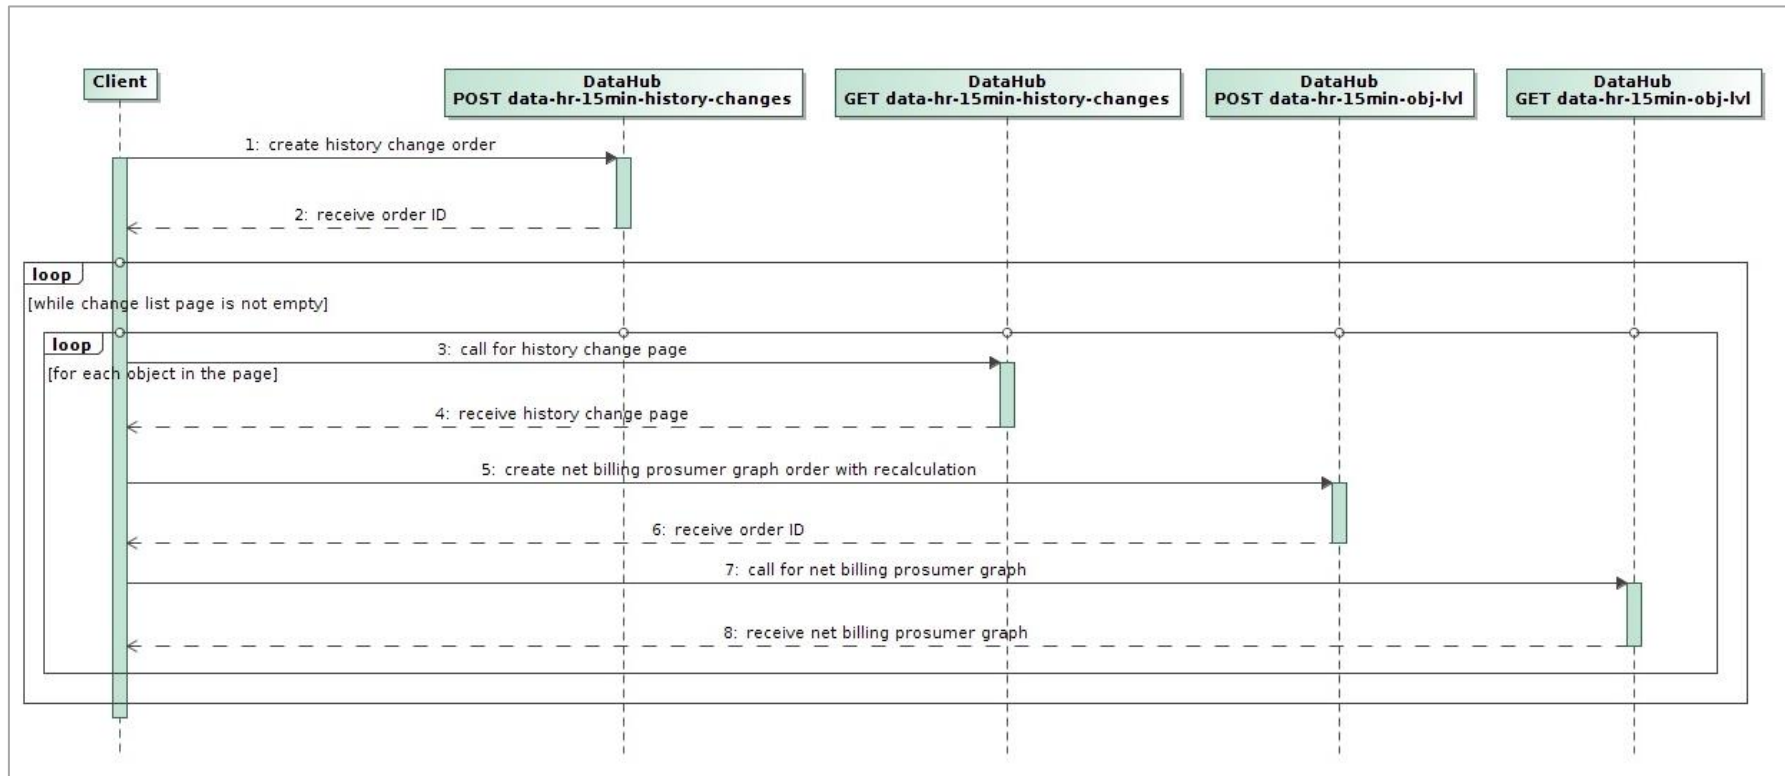 Client
DataHub
POST data-hr-15min-history-changes
DataHub
GET data-hr-15min-history-changes
DataHub
POST data-hr-15min-obj-lvl
DataHub
GET data-hr-15min-obj-lvl
1: create history change order
2: receive order ID
loop
[while change list page is not empty]
loop
3: call for history change page
[for each object in the page]
4: receive history change page
5: create net billing prosumer graph order with recalculation
6: receive order ID
7: call for net billing prosumer graph
8: receive net billing prosumer graph